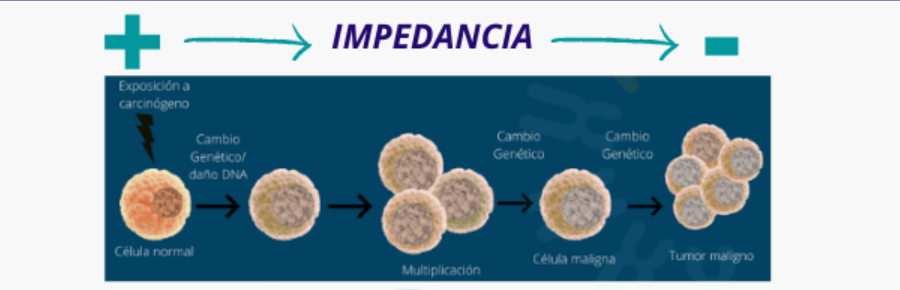 + IMPEDANCIA -
Exposición a
carcinógeno
Cambio
Genético/
daño DNA
Cambio
Genético
Cambio
Genético
Célula normal
Multiplicación
Célula maligna
Tumor maligno